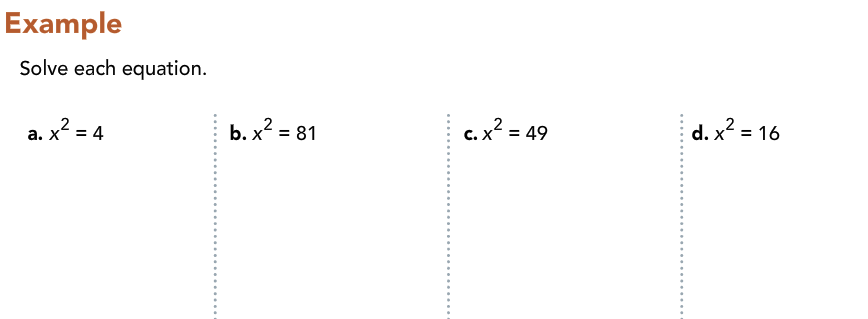 Example
Solve each equation.
a. x² = 4
b. x² = 81
c. x² = 49
d. x² = 16